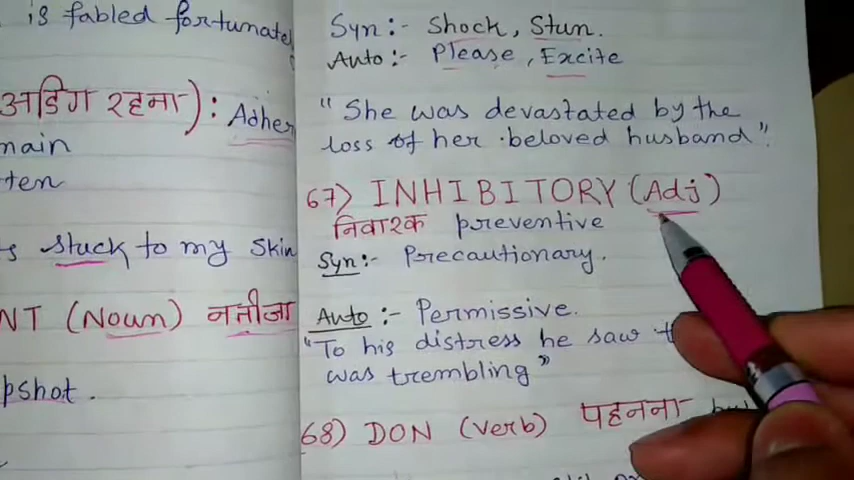 is fabled fortunate
अडिग रहना) : Adher
main
ten
s stuck to my skin
NT (Noun) नतीजा
pshot.
Syn :- Shock, Stun.
Auto :- Please, Excite
"She was devastated by the
loss of her beloved husband"
67) INHIBITORY (Adj)
निवारक preventive
Syn :- Precautionary.
Auto :- Permissive.
"To his distress he saw
was trembling"
68) DON (verb) पहनना